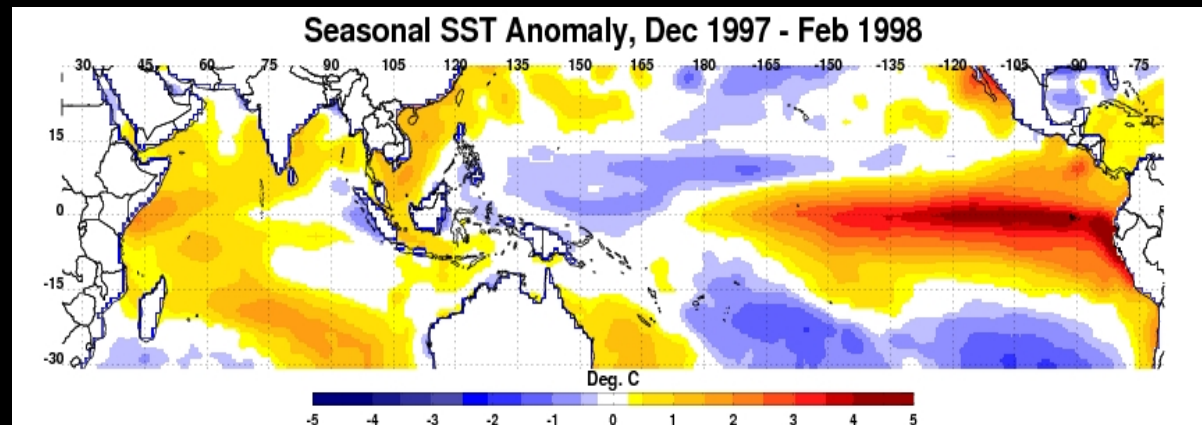 Seasonal SST Anomaly, Dec 1997 - Feb 1998
30 45 60 75 90 105 120 135 150 165 180 -165 -150 -135 -120 -105 -90 -75
15
0
-15
-30
Deg. C
-5 -4 -3 -2 -1 0 1 2 3 4 5